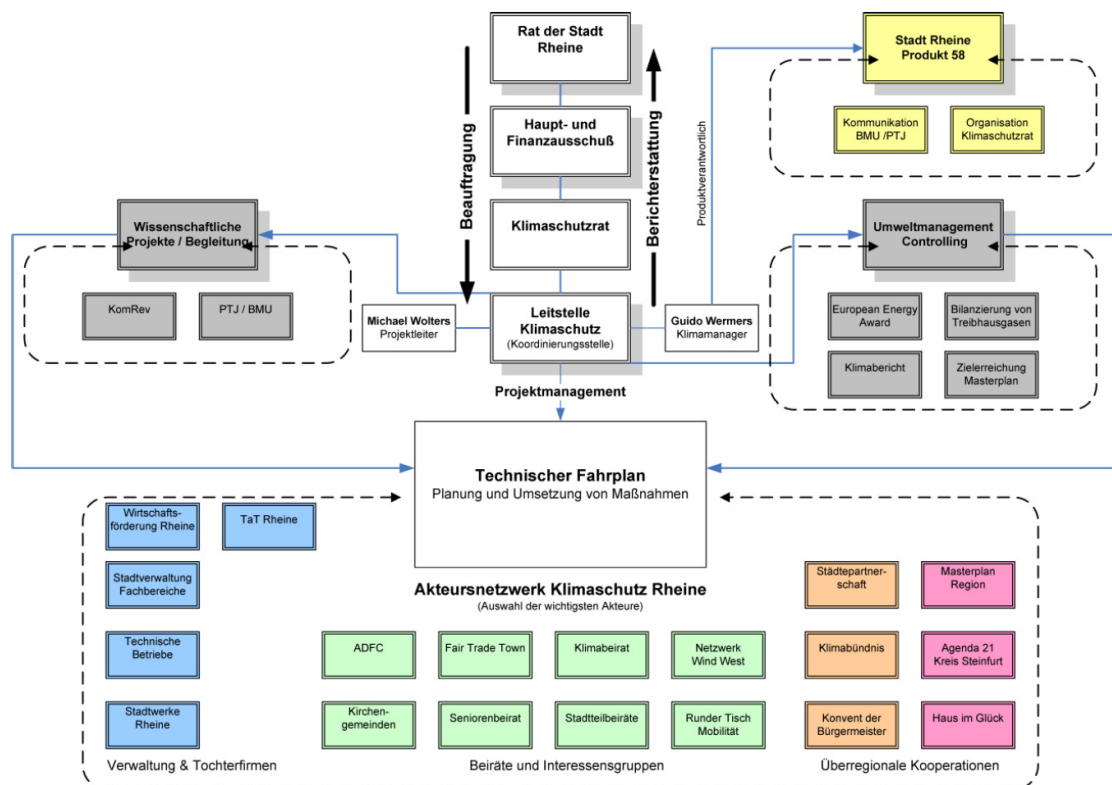 Rat der Stadt
Rheine
Stadt Rheine
Produkt 58
Beauftragung
Berichterstattung
Produktverantwortlich
Haupt- und
Finanzausschuß
Kommunikation
BMU /PTJ
Organisation
Klimaschutzrat
Wissenschaftliche
Projekte / Begleitung
Klimaschutzrat
Umweltmanagement
Controlling
KomRev
PTJ / BMU
Michael Wolters
Projektleiter
Leitstelle
Klimaschutz
(Koordinierungsstelle)
Guido Wermers
Klimamanager
European Energy
Award
Bilanzierung von
Treibhausgasen
Klimabericht
Zielerreichung
Masterplan
Projektmanagement
Technischer Fahrplan
Planung und Umsetzung von Maßnahmen
Wirtschafts-
förderung Rheine
TaT Rheine
Stadtverwaltung
Fachbereiche
Technische
Betriebe
Stadtwerke
Rheine
Verwaltung & Tochterfirmen
Akteursnetzwerk Klimaschutz Rheine
(Auswahl der wichtigsten Akteure)
ADFC
Fair Trade Town
Klimabeirat
Netzwerk
Wind West
Kirchen-
gemeinden
Seniorenbeirat
Stadtteilbeiräte
Runder Tisch
Mobilität
Beiräte und Interessensgruppen
Städtepartner-
schaft
Masterplan
Region
Klimabündnis
Agenda 21
Kreis Steinfurt
Konvent der
Bürgermeister
Haus im Glück
Überregionale Kooperationen